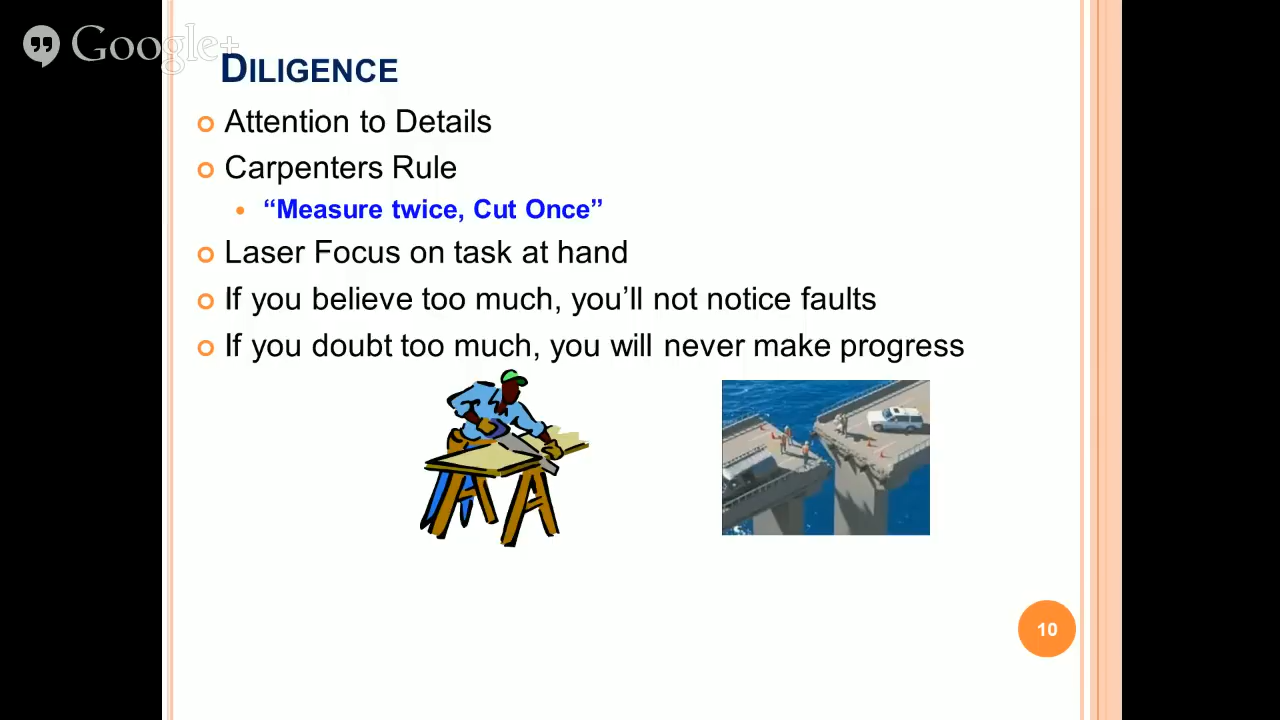 Google+
DILIGENCE
Attention to Details
Carpenters Rule
“Measure twice, Cut Once”
Laser Focus on task at hand
If you believe too much, you’ll not notice faults
If you doubt too much, you will never make progress
10